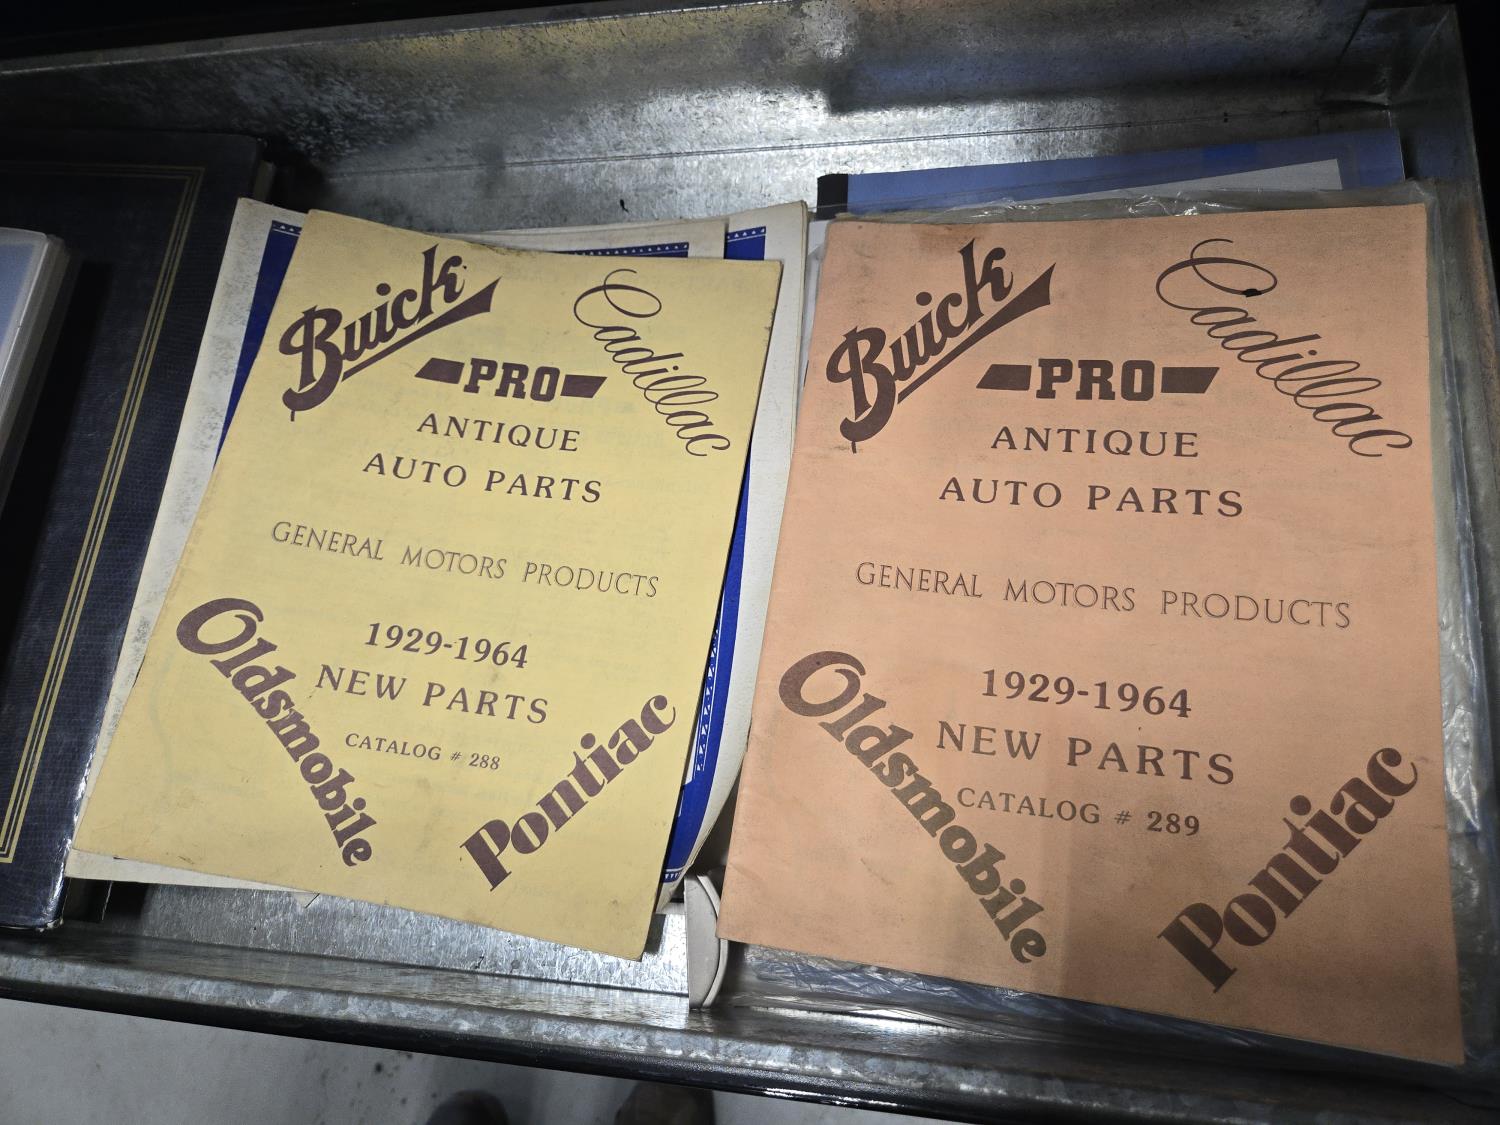 Buick
Cadillac
PRO
ANTIQUE
AUTO PARTS
GENERAL MOTORS PRODUCTS
1929-1964
NEW PARTS
CATALOG # 288
Oldsmobile
Pontiac
Buick
Cadillac
PRO
ANTIQUE
AUTO PARTS
GENERAL MOTORS PRODUCTS
1929-1964
NEW PARTS
CATALOG # 289
Oldsmobile
Pontiac